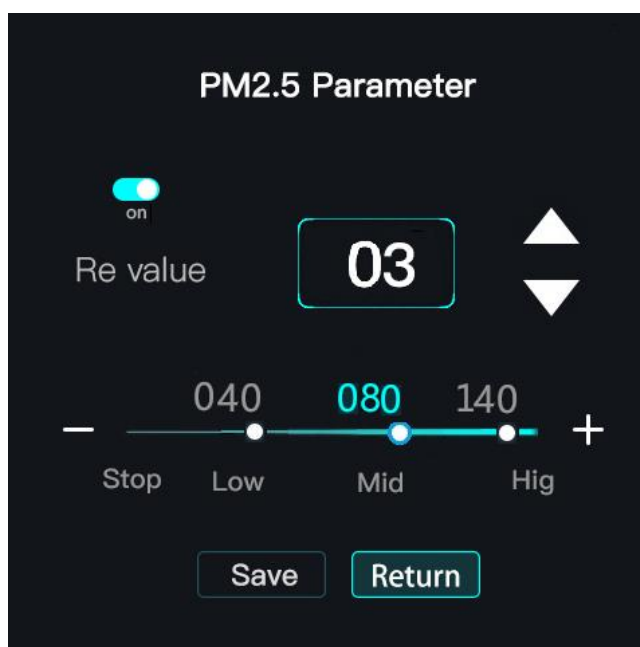 PM2.5 Parameter
on
Re value 03
040 080 140
− +
Stop Low Mid Hig
Save Return